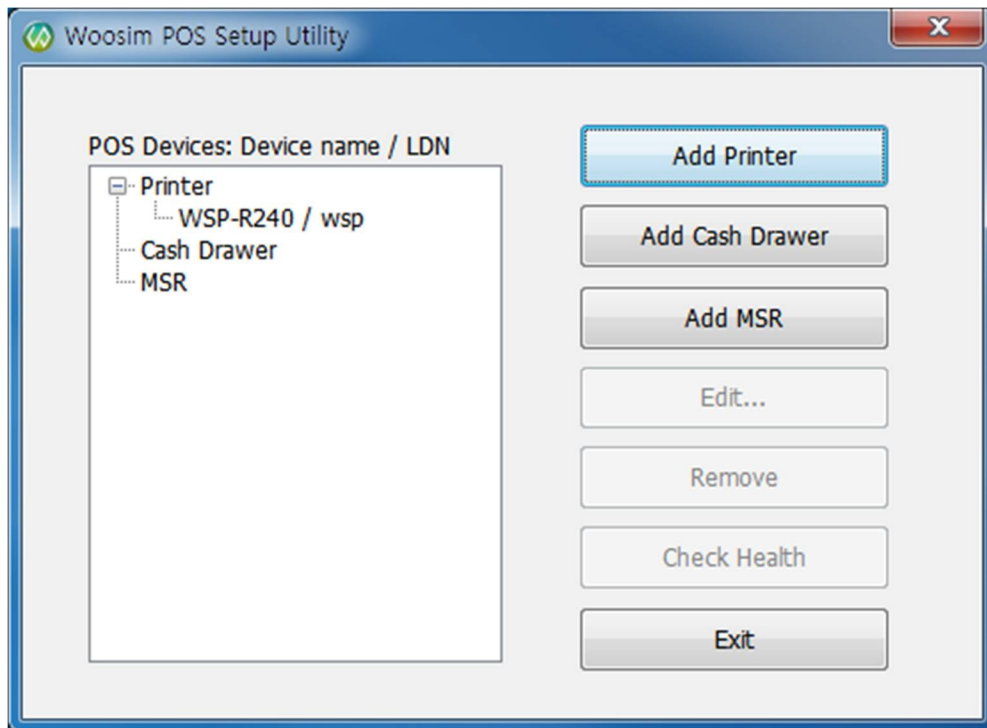 Woosim POS Setup Utility
POS Devices: Device name / LDN
Printer
WSP-R240 / wsp
Cash Drawer
MSR
Add Printer
Add Cash Drawer
Add MSR
Edit...
Remove
Check Health
Exit